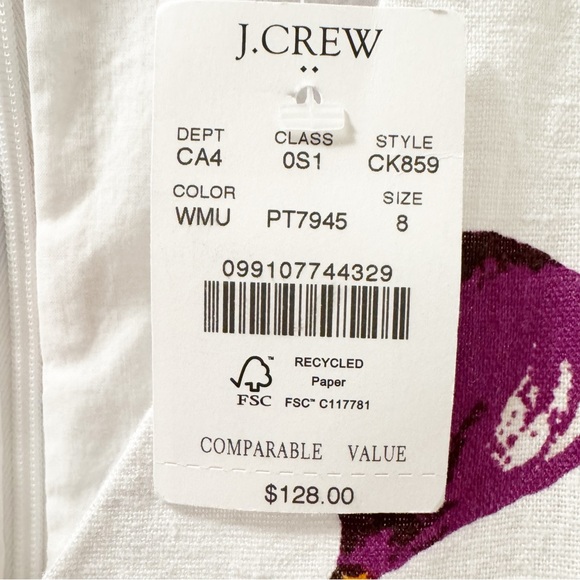 J.CREW
DEPT CLASS STYLE
CA4 0S1 CK859
COLOR SIZE
WMU PT7945 8
099107744329
RECYCLED
Paper
FSC FSC™ C117781
COMPARABLE VALUE
$128.00